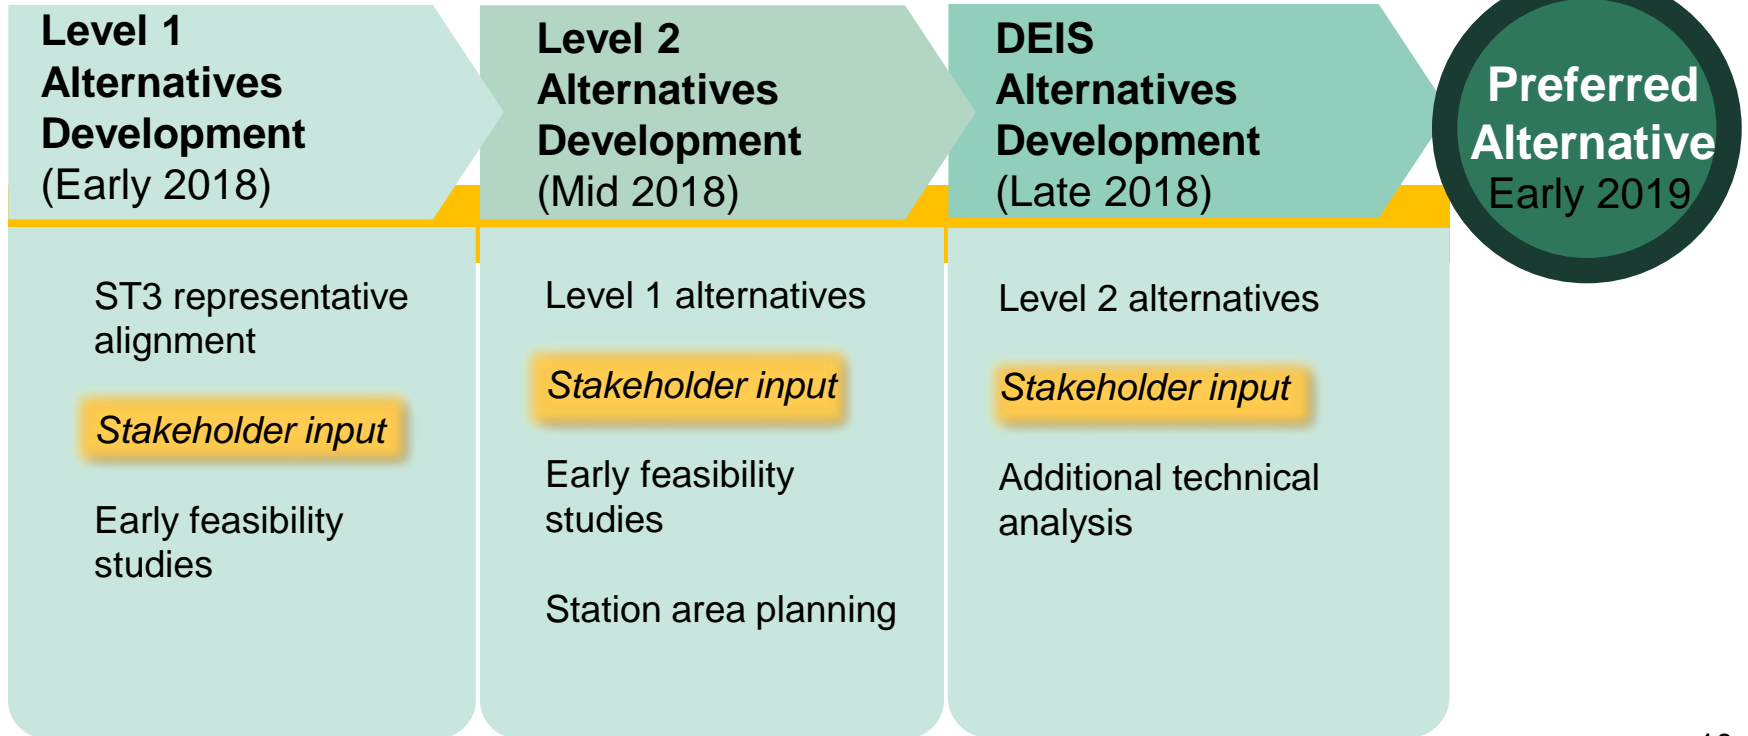 Level 1
Alternatives
Development
(Early 2018)
ST3 representative
alignment
Stakeholder input
Early feasibility
studies
Level 2
Alternatives
Development
(Mid 2018)
Level 1 alternatives
Stakeholder input
Early feasibility
studies
Station area planning
DEIS
Alternatives
Development
(Late 2018)
Level 2 alternatives
Stakeholder input
Additional technical
analysis
Preferred
Alternative
Early 2019